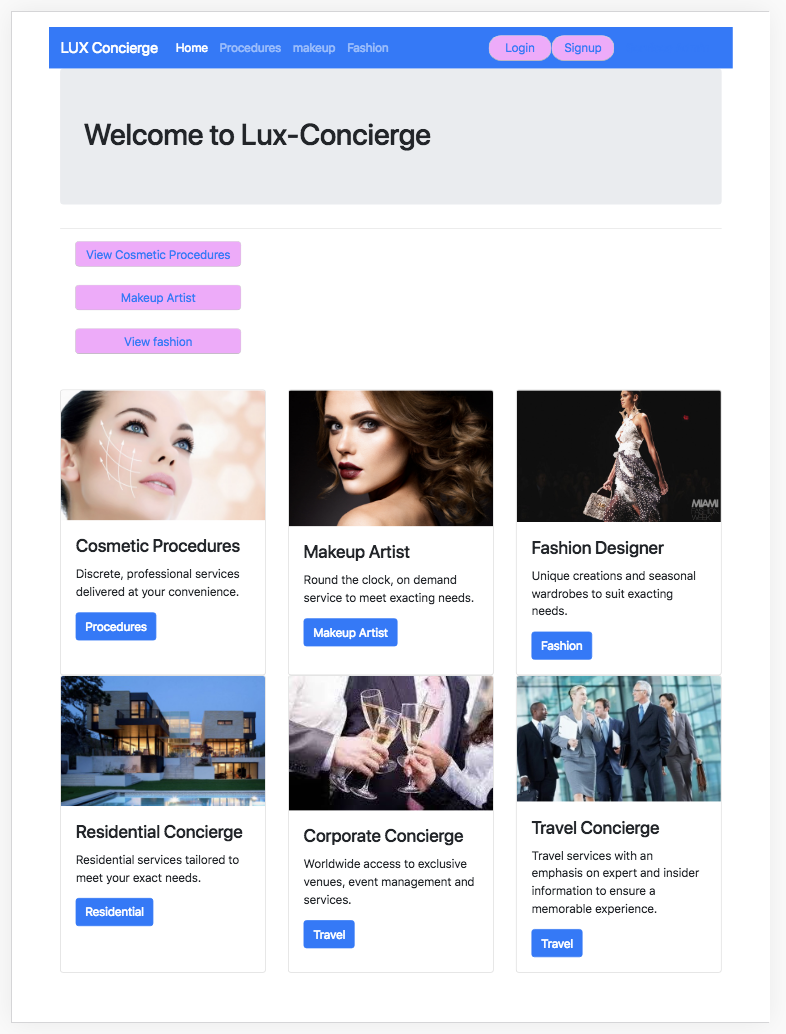 LUX Concierge Home Procedures makeup Fashion Login Signup
Welcome to Lux-Concierge
View Cosmetic Procedures
Makeup Artist
View fashion
MIAMI
Cosmetic Procedures
Discrete, professional services
delivered at your convenience.
Procedures
Makeup Artist
Round the clock, on demand
service to meet exacting needs.
Makeup Artist
Fashion Designer
Unique creations and seasonal
wardrobes to suit exacting
needs.
Fashion
Residential Concierge
Residential services tailored to
meet your exact needs.
Residential
Corporate Concierge
Worldwide access to exclusive
venues, event management and
services.
Travel
Travel Concierge
Travel services with an
emphasis on expert and insider
information to ensure a
memorable experience.
Travel